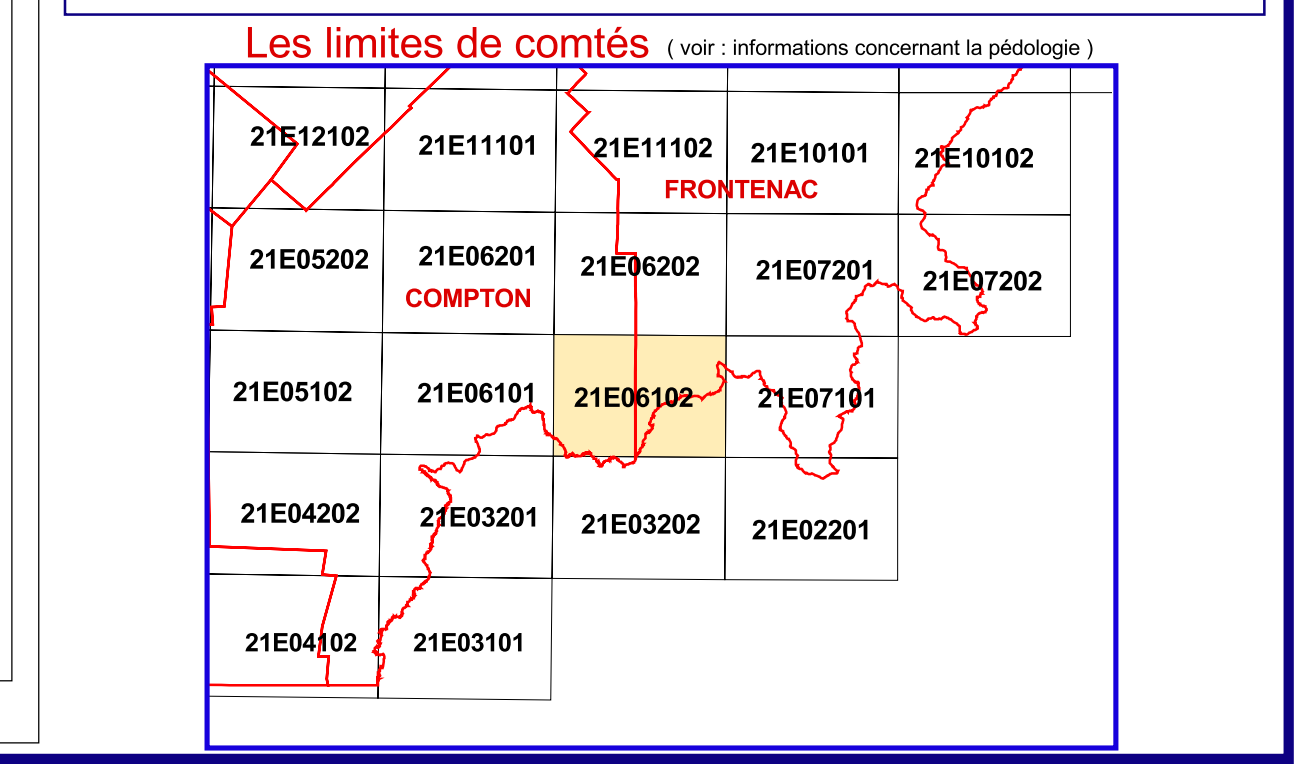 Les limites de comtés ( voir : informations concernant la pédologie )
21E12102 21E11101 21E11102 21E10101 21E10102
FRONTENAC
21E05202 21E06201 21E06202 21E07201 21E07202
COMPTON
21E05102 21E06101 21E06102 21E07101
21E04202 21E03201 21E03202 21E02201
21E04102 21E03101